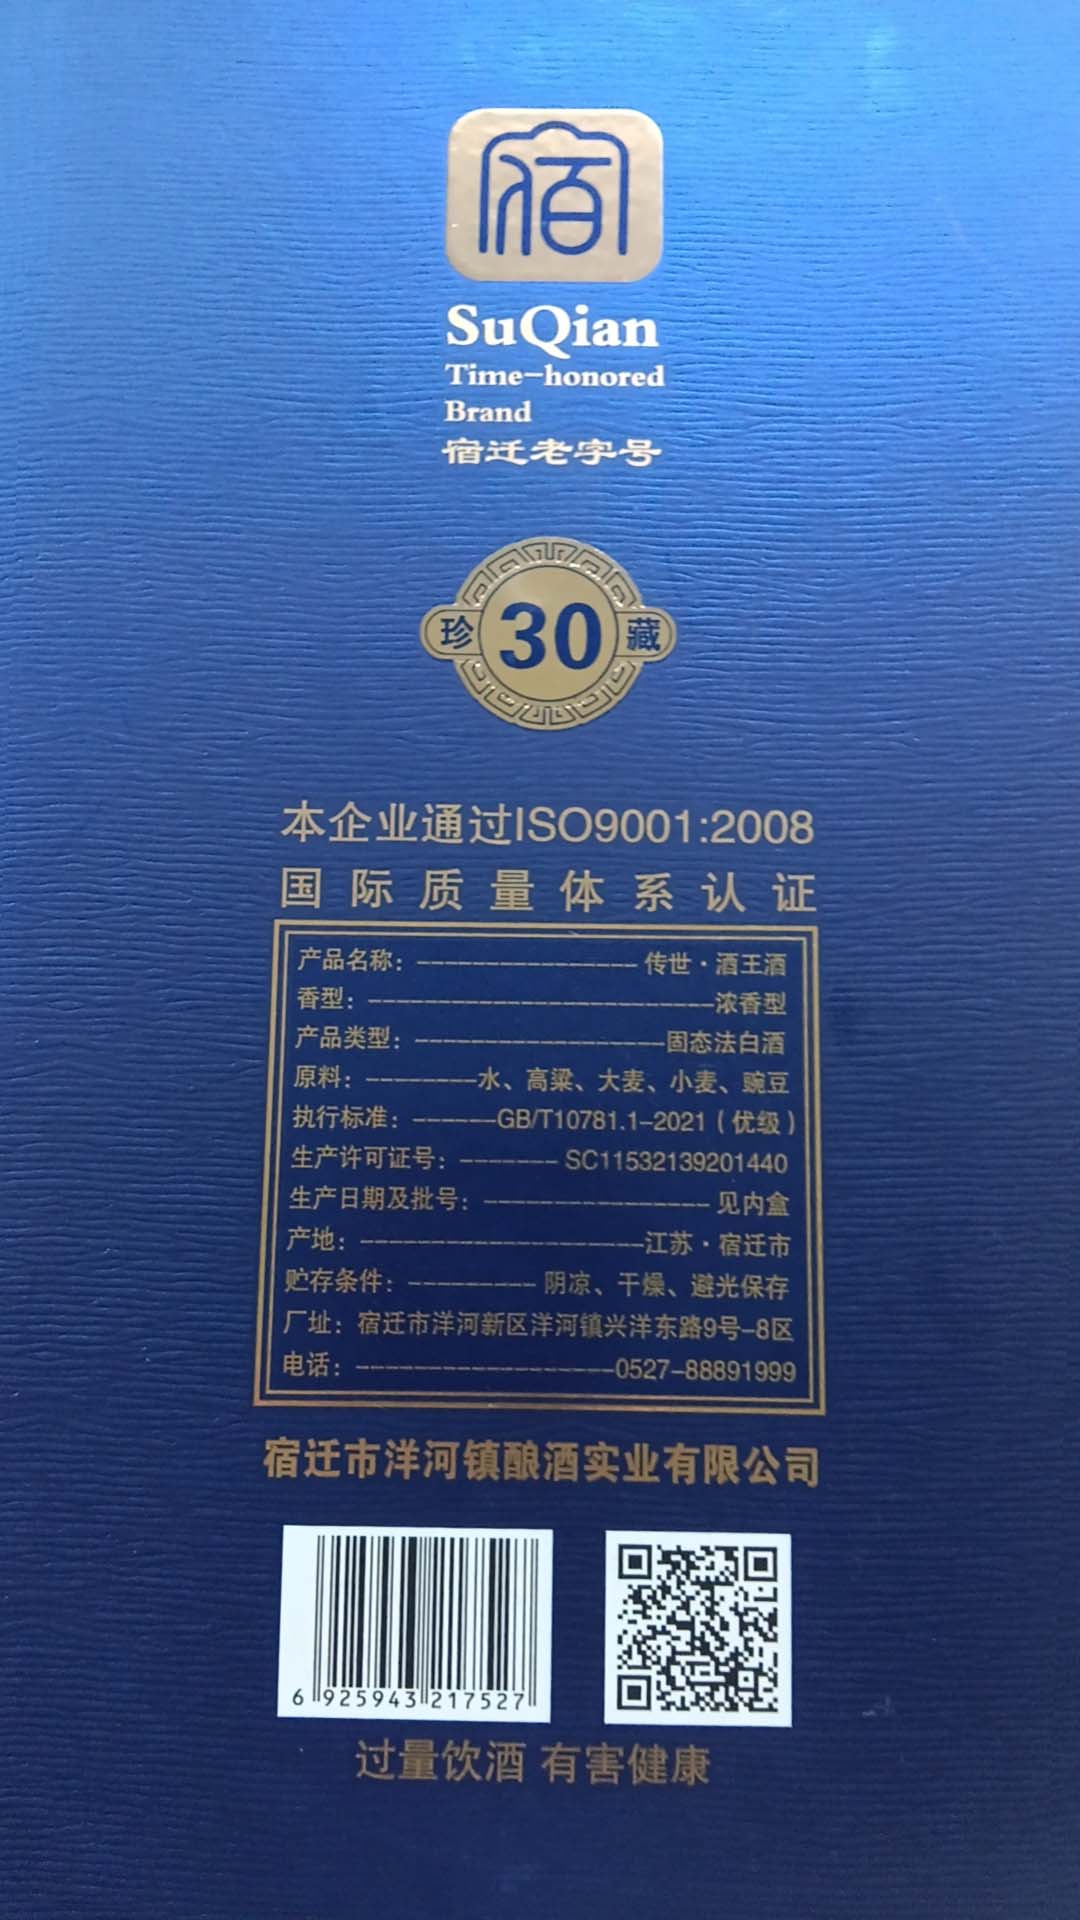 宿
SuQian
Time-honored
Brand
宿迁老字号
珍 30 藏
本企业通过ISO9001:2008
国际质量体系认证
产品名称：----------------传世·酒王酒
香型：-------------------------浓香型
产品类型：------------------固态法白酒
原料：--------水、高粱、大麦、小麦、豌豆
执行标准：------GB/T10781.1-2021（优级）
生产许可证号：-------SC11532139201440
生产日期及批号：----------------见内盒
产地：--------------------江苏·宿迁市
贮存条件：---------阴凉、干燥、避光保存
厂址：宿迁市洋河新区洋河镇兴洋东路9号-8区
电话：-------------------0527-88891999
宿迁市洋河镇酿酒实业有限公司
6 925943 217527
过量饮酒 有害健康